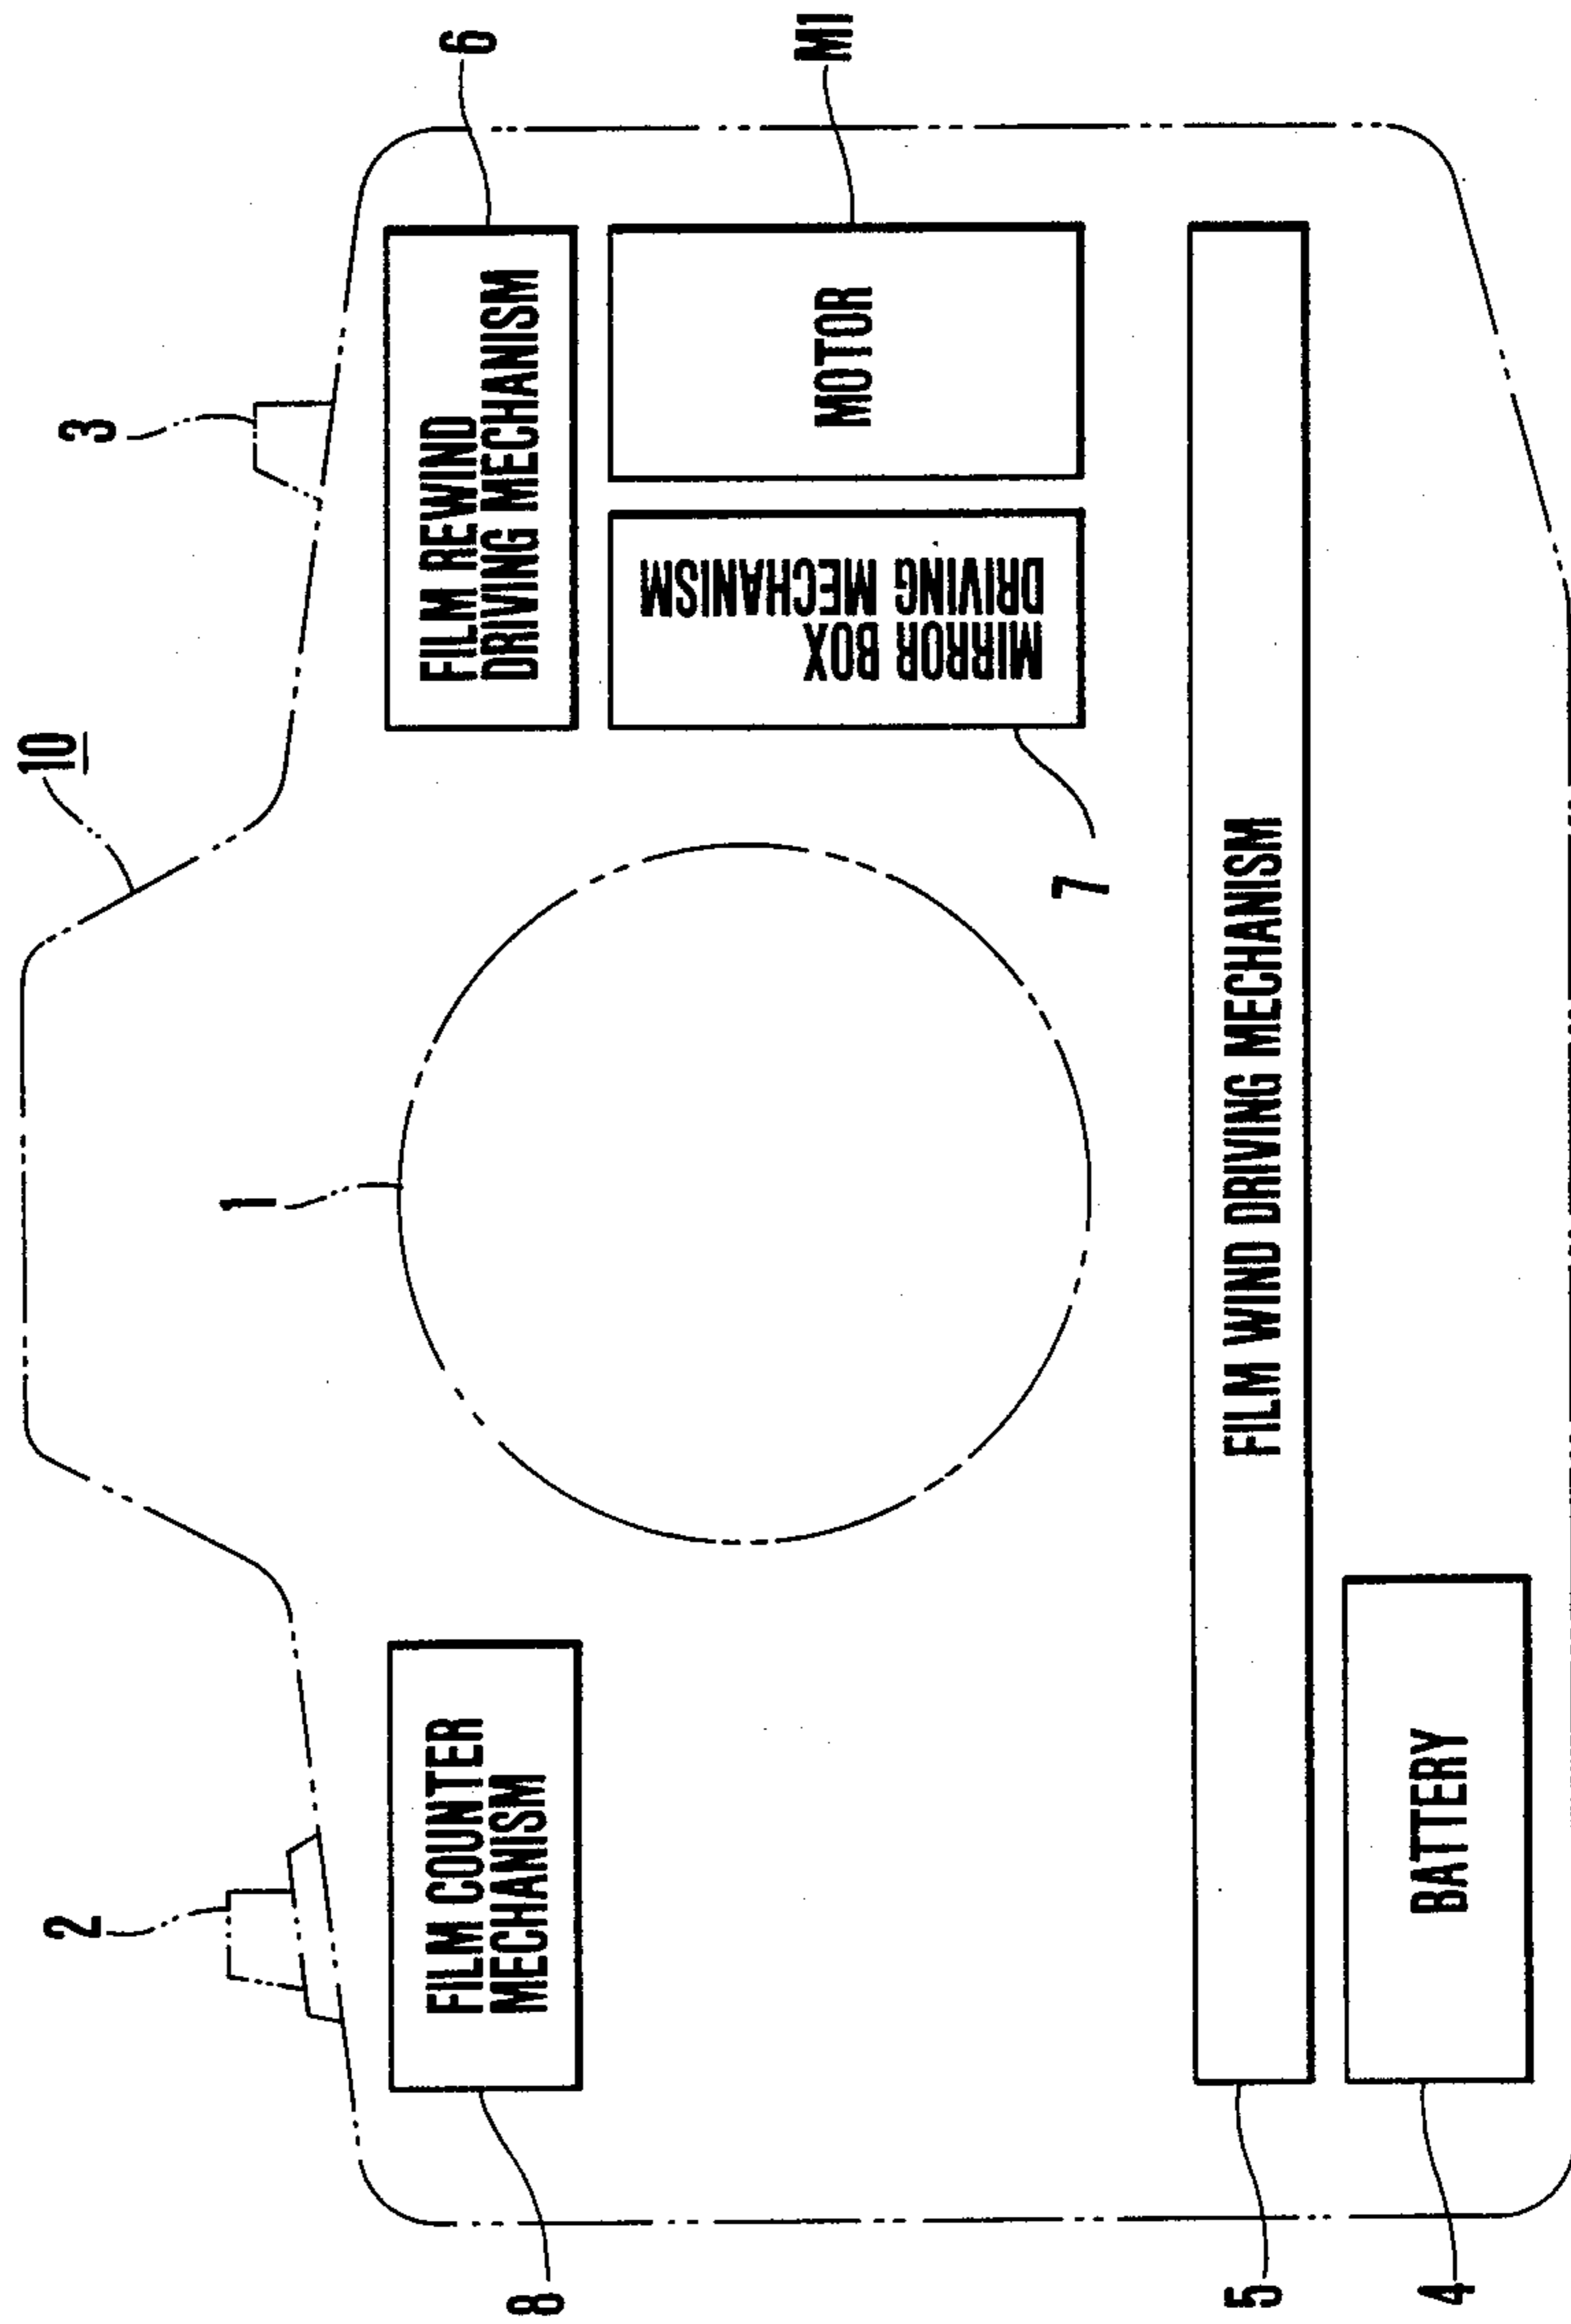 10
2
1
3
6
M1
8
FILM COUNTER
MECHANISM
FILM REWIND
DRIVING MECHANISM
MIRROR BOX
DRIVING MECHANISM
MOTOR
7
5
FILM WIND DRIVING MECHANISM
4
BATTERY